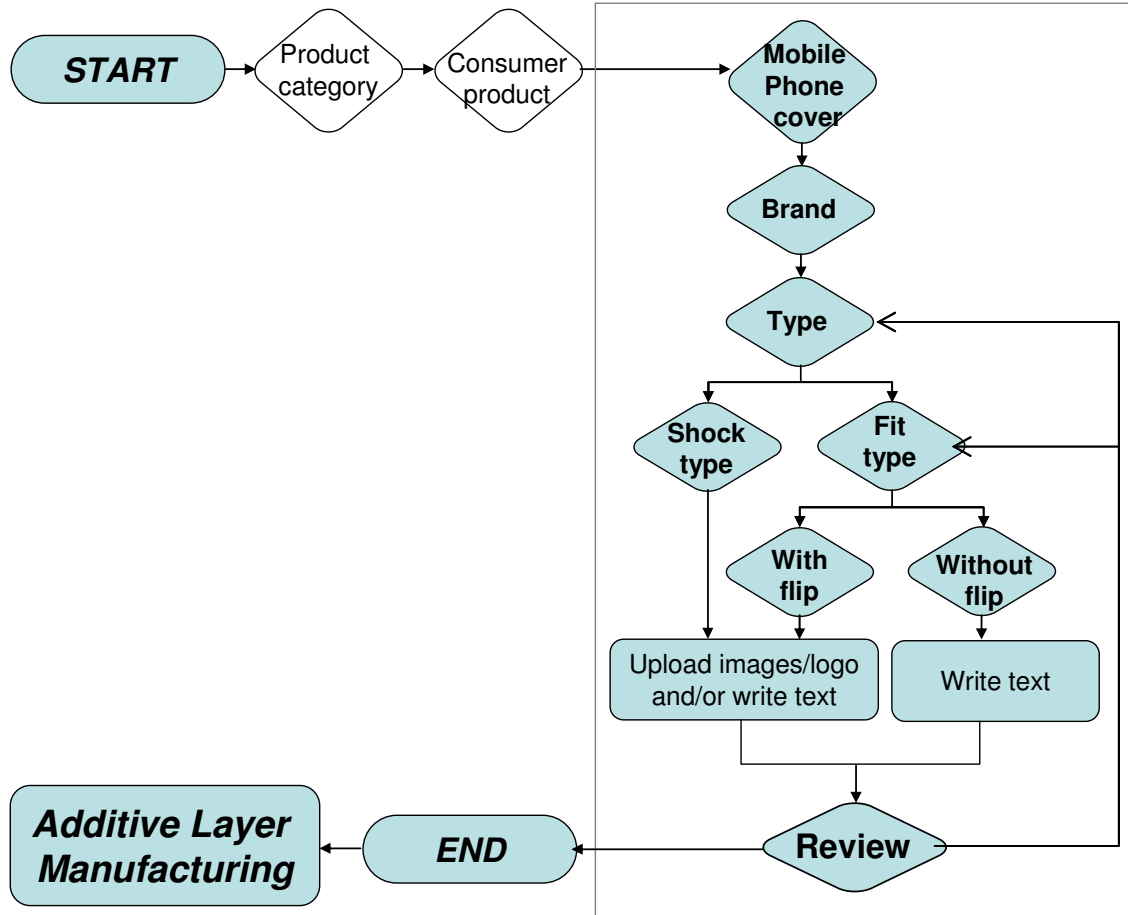 START
Product
category
Consumer
product
Mobile
Phone
cover
Brand
Type
Shock
type
Fit
type
With
flip
Without
flip
Upload images/logo
and/or write text
Write text
Review
END
Additive Layer
Manufacturing